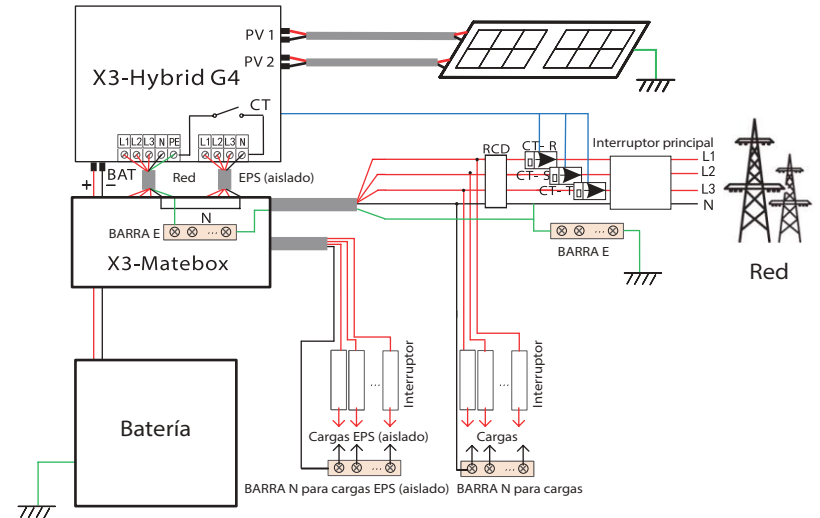 PV 1
PV 2
X3-Hybrid G4
CT
L1 L2 L3 N PE
L1 L2 L3 N
+
−
BAT
Red
EPS (aislado)
RCD
CT- R
CT- S
CT- T
Interruptor principal
L1
L2
L3
N
N
BARRA E
X3-Matebox
BARRA E
Red
Interruptor
Interruptor
Batería
Cargas EPS (aislado)
Cargas
BARRA N para cargas EPS (aislado)
BARRA N para cargas